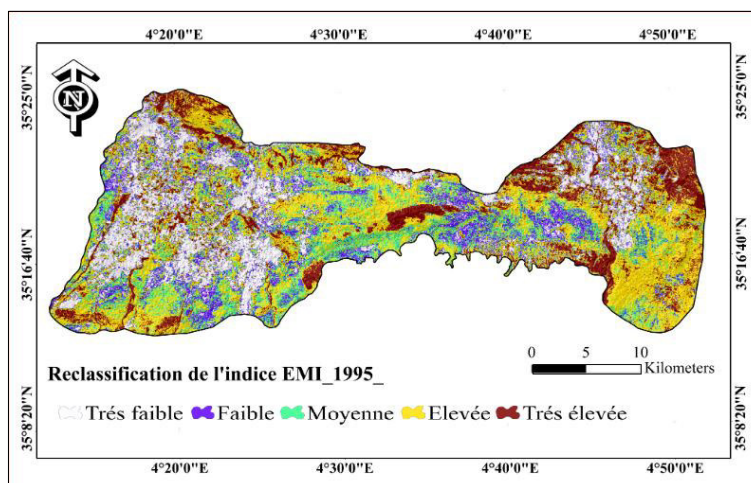 4°20'0"E 4°30'0"E 4°40'0"E 4°50'0"E
35°25'0"N 35°25'0"N
N
35°16'40"N 35°16'40"N
35°8'20"N 35°8'20"N
0 5 10
Kilometers
Reclassification de l'indice EMI_1995_
Trés faible Faible Moyenne Elevée Trés élevée
4°20'0"E 4°30'0"E 4°40'0"E 4°50'0"E